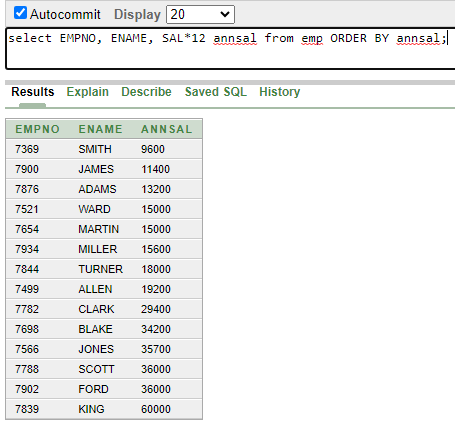 Autocommit Display 20
select EMPNO, ENAME, SAL*12 annsal from emp ORDER BY annsal;
Results Explain Describe Saved SQL History
EMPNO ENAME ANNSAL
7369 SMITH 9600
7900 JAMES 11400
7876 ADAMS 13200
7521 WARD 15000
7654 MARTIN 15000
7934 MILLER 15600
7844 TURNER 18000
7499 ALLEN 19200
7782 CLARK 29400
7698 BLAKE 34200
7566 JONES 35700
7788 SCOTT 36000
7902 FORD 36000
7839 KING 60000